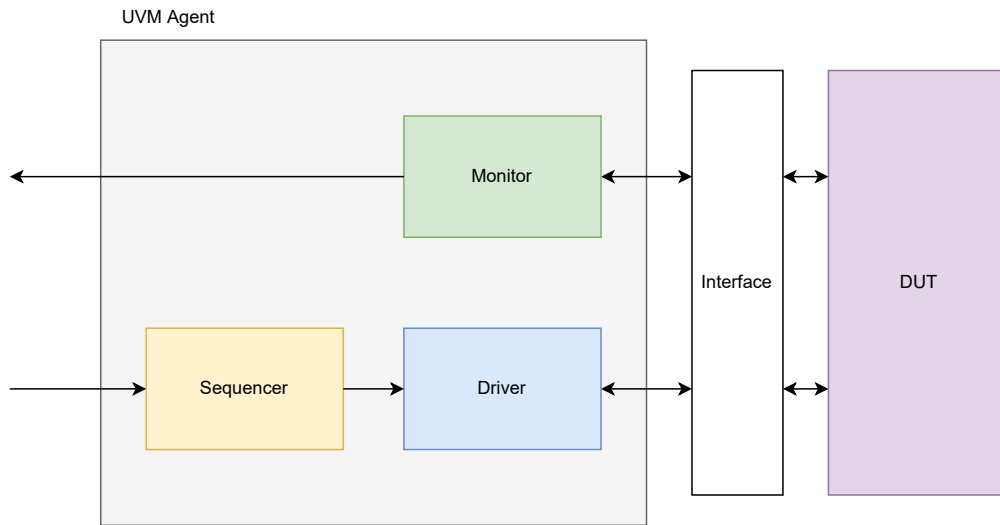 UVM Agent
Monitor
Interface
DUT
Sequencer
Driver